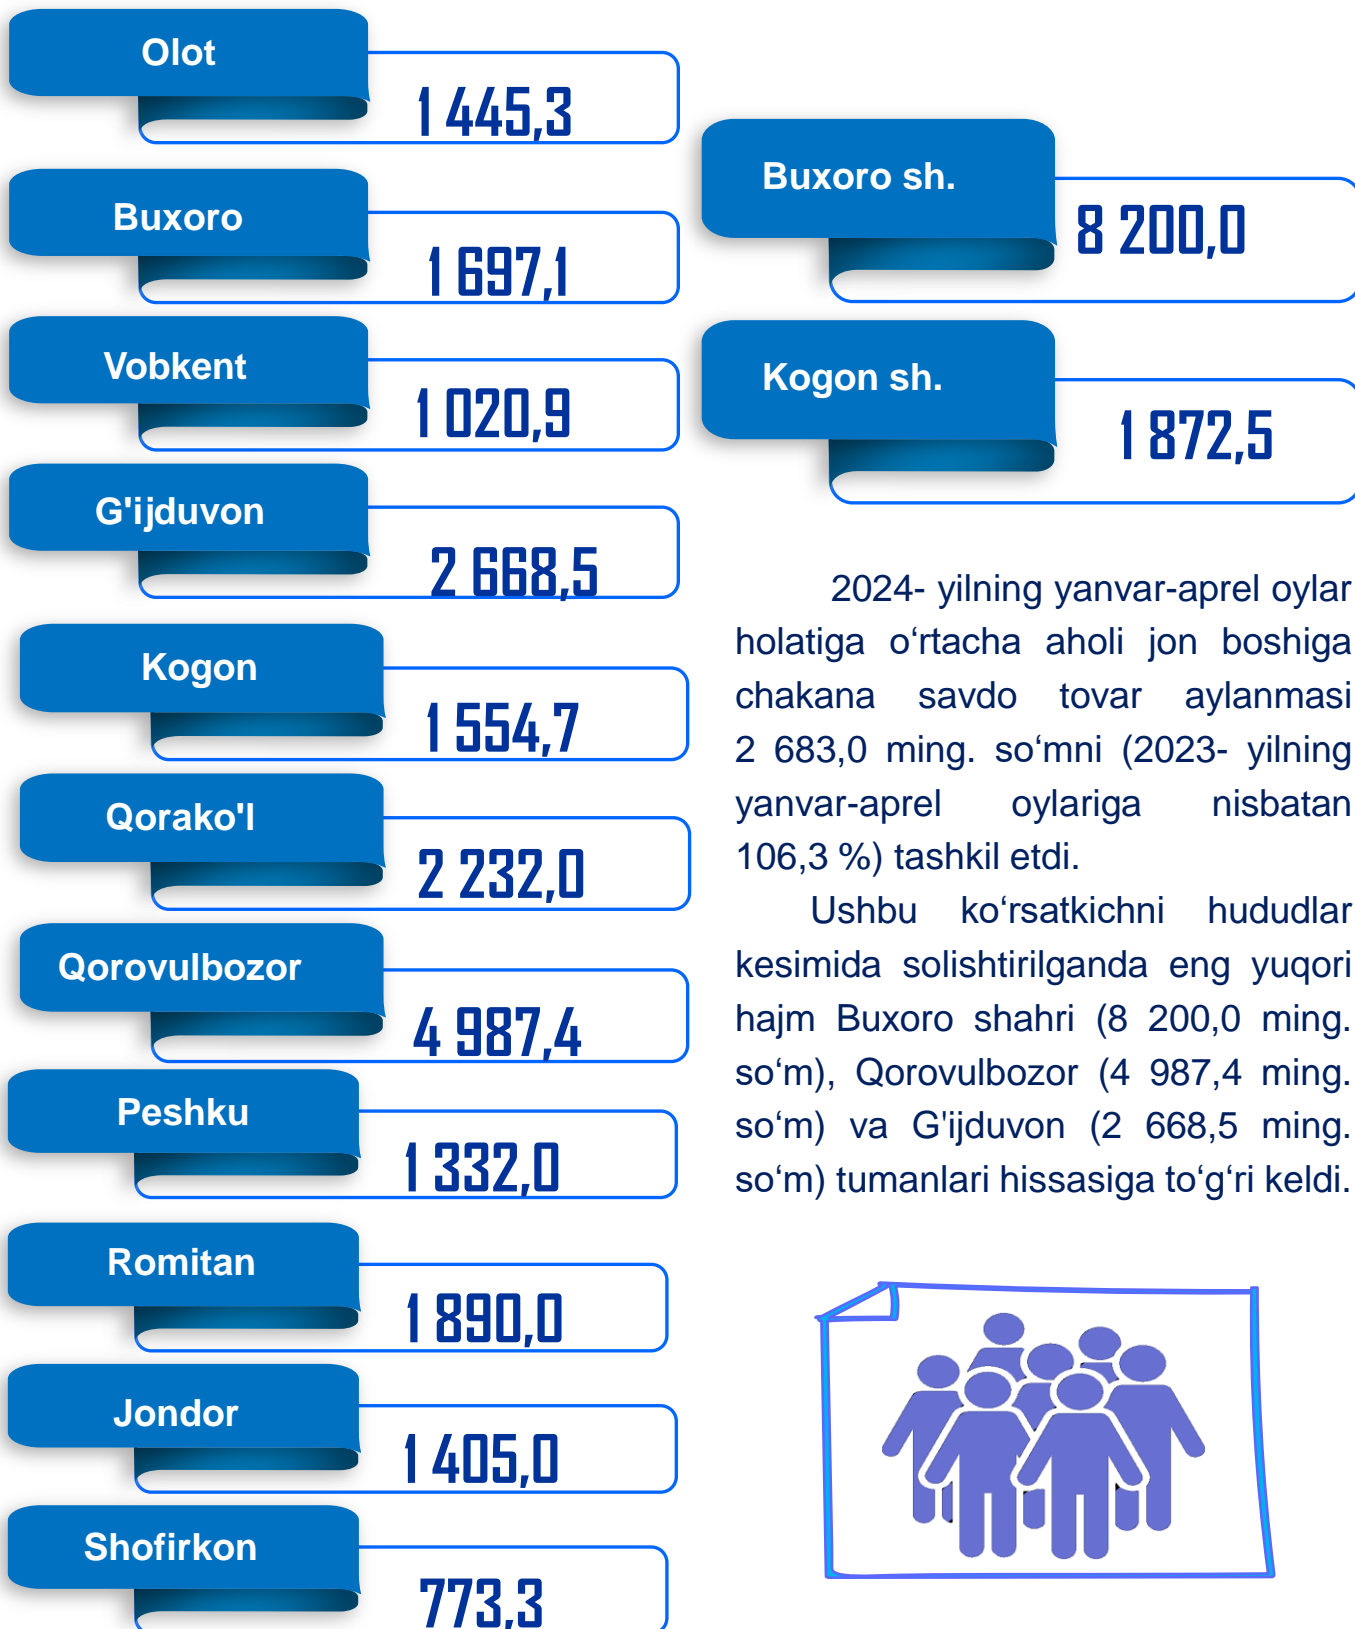 Olot
1 445,3
Buxoro
1 697,1
Vobkent
1 020,9
G'ijduvon
2 668,5
Kogon
1 554,7
Qorako'l
2 232,0
Qorovulbozor
4 987,4
Peshku
1 332,0
Romitan
1 890,0
Jondor
1 405,0
Shofirkon
773,3
Buxoro sh.
8 200,0
Kogon sh.
1 872,5
2024- yilning yanvar-aprel oylar
holatiga o‘rtacha aholi jon boshiga
chakana savdo tovar aylanmasi
2 683,0 ming. so‘mni (2023- yilning
yanvar-aprel oylariga nisbatan
106,3 %) tashkil etdi.
Ushbu ko‘rsatkichni hududlar
kesimida solishtirilganda eng yuqori
hajm Buxoro shahri (8 200,0 ming.
so‘m), Qorovulbozor (4 987,4 ming.
so‘m) va G'ijduvon (2 668,5 ming.
so‘m) tumanlari hissasiga to‘g‘ri keldi.